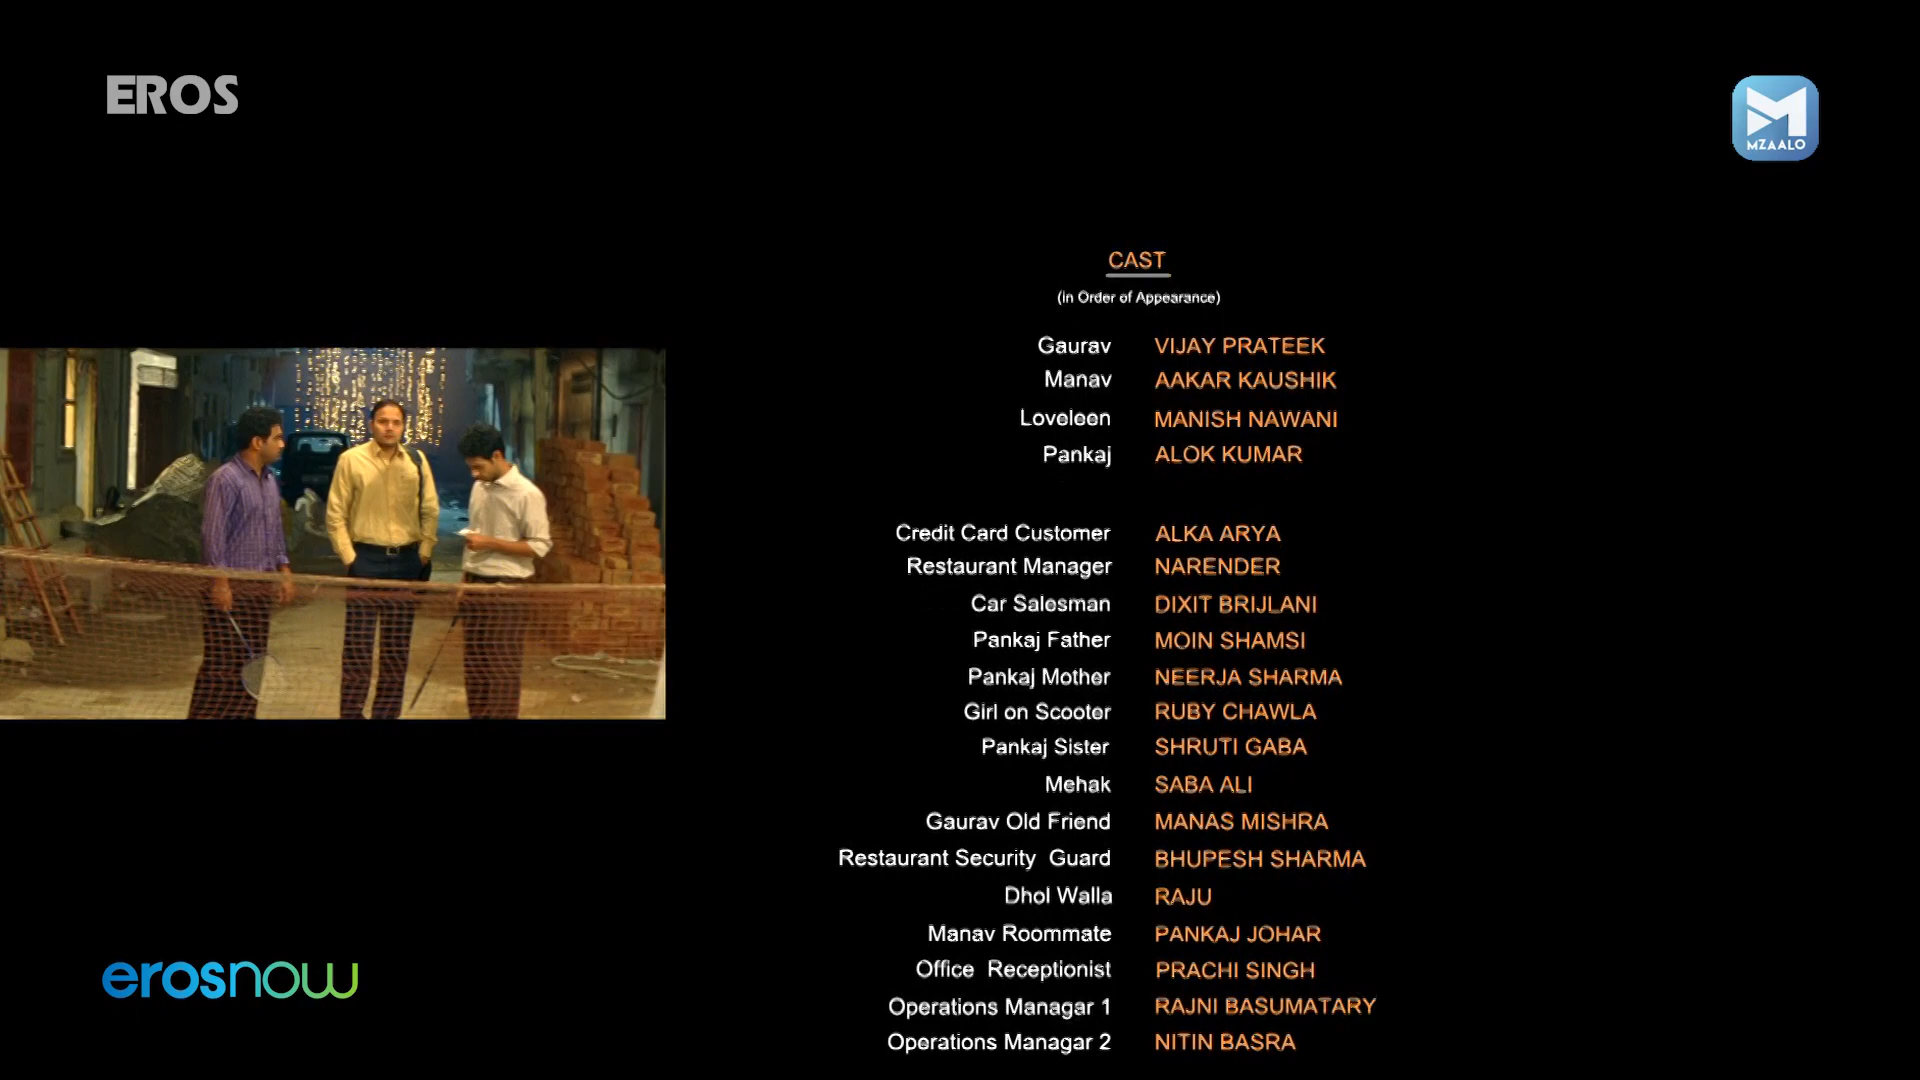 EROS
MZAALO
CAST
(in Order of Appearance)
Gaurav VIJAY PRATEEK
Manav AAKAR KAUSHIK
Loveleen MANISH NAWANI
Pankaj ALOK KUMAR
Credit Card Customer ALKA ARYA
Restaurant Manager NARENDER
Car Salesman DIXIT BRIJLANI
Pankaj Father MOIN SHAMSI
Pankaj Mother NEERJA SHARMA
Girl on Scooter RUBY CHAWLA
Pankaj Sister SHRUTI GABA
Mehak SABA ALI
Gaurav Old Friend MANAS MISHRA
Restaurant Security Guard BHUPESH SHARMA
Dhol Walla RAJU
Manav Roommate PANKAJ JOHAR
Office Receptionist PRACHI SINGH
Operations Managar 1 RAJNI BASUMATARY
Operations Managar 2 NITIN BASRA
erosnow